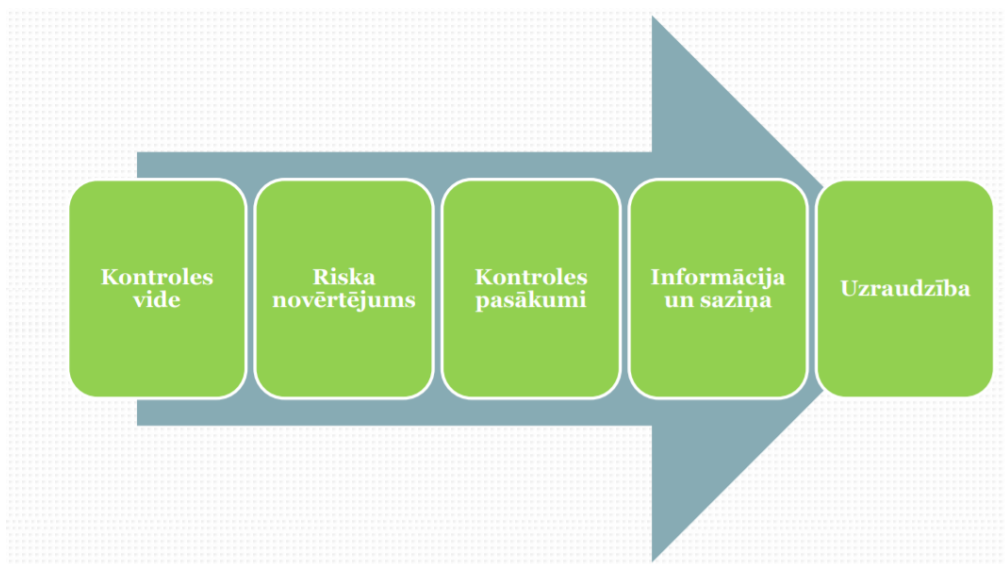 Kontroles
vide
Riska
novērtējums
Kontroles
pasākumi
Informācija
un saziņa
Uzraudzība